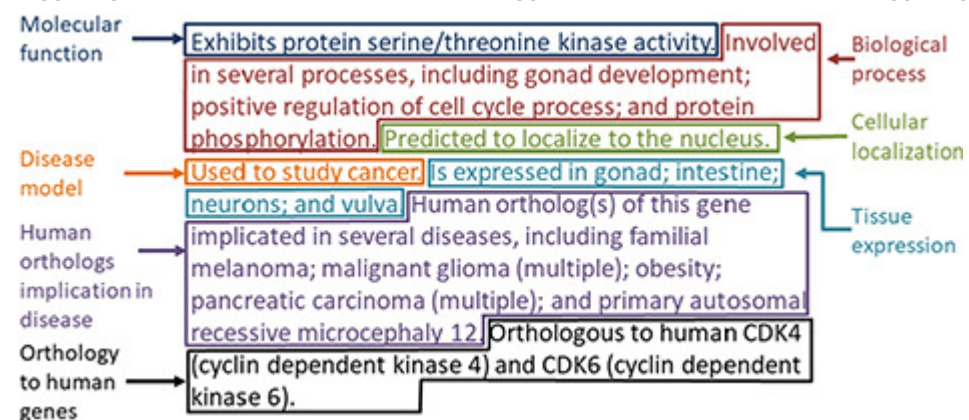 Molecular
function
Exhibits protein serine/threonine kinase activity. Involved
in several processes, including gonad development;
positive regulation of cell cycle process; and protein
phosphorylation. Predicted to localize to the nucleus.
Biological
process
Cellular
localization
Disease
model
Used to study cancer. Is expressed in gonad; intestine;
neurons; and vulva. Human ortholog(s) of this gene
Tissue
expression
Human
orthologs
implication in
disease
implicated in several diseases, including familial
melanoma; malignant glioma (multiple); obesity;
pancreatic carcinoma (multiple); and primary autosomal
recessive microcephaly 12. Orthologous to human CDK4
Orthology
to human
genes
(cyclin dependent kinase 4) and CDK6 (cyclin dependent
kinase 6).